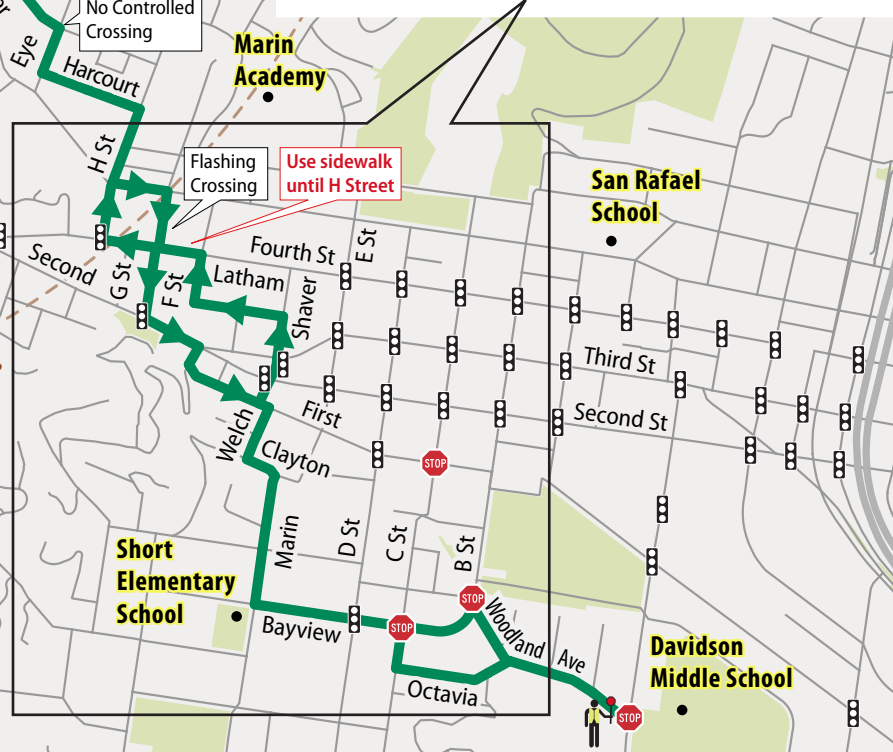 No Controlled
Crossing
Eye
Harcourt
Marin
Academy
H St
Flashing
Crossing
Use sidewalk
until H Street
San Rafael
School
Second
G St
F St
Latham
Fourth St
E St
Shaver
Third St
Second St
First
Welch
Clayton
STOP
Marin
D St
C St
B St
Short
Elementary
School
Bayview
STOP
STOP
Woodland Ave
Octavia
Davidson
Middle School
STOP